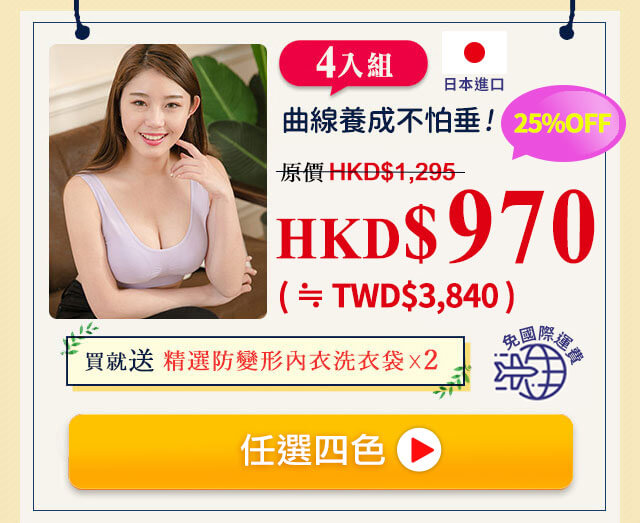 4入組
日本進口
曲線養成不怕垂!
25%OFF
原價 HKD$1,295
HKD$970
(≒ TWD$3,840)
買就送 精選防變形內衣洗衣袋×2
免國際運費
任選四色